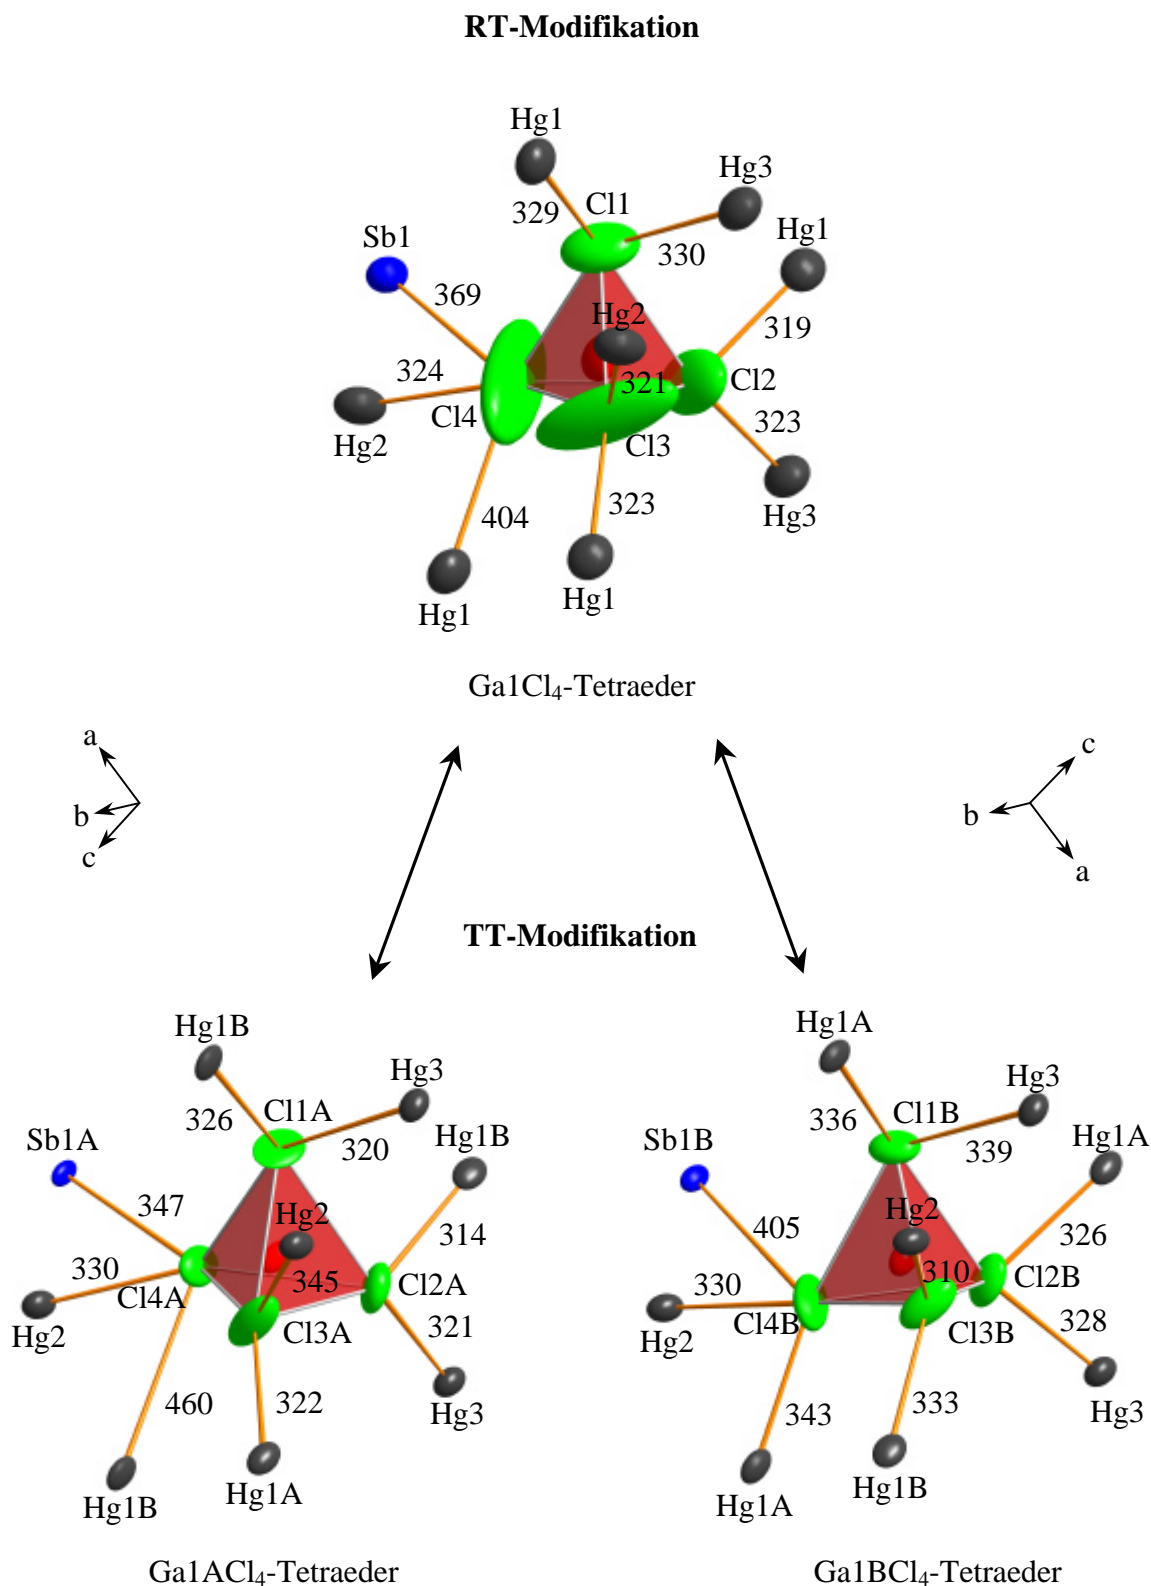 RT-Modifikation
Hg1
Hg3
Cl1
329
Hg1
Sb1
330
369
Hg2
319
324
321
Cl2
Cl4
323
Hg2
Cl3
323
404
Hg3
Hg1
Hg1
Ga1Cl₄-Tetraeder
a
c
b
b
c
a
TT-Modifikation
Hg1B
Hg3
Cl1A
326
Hg1B
320
Sb1A
347
Hg2
314
330
345
Cl4A
Cl2A
Hg2
Cl3A
321
460
322
Hg3
Hg1A
Hg1B
Ga1ACl₄-Tetraeder
Hg1A
Hg3
Cl1B
336
Hg1A
Sb1B
339
405
Hg2
326
330
310
Cl2B
Cl4B
Hg2
Cl3B
328
343
333
Hg3
Hg1A
Hg1B
Ga1BCl₄-Tetraeder